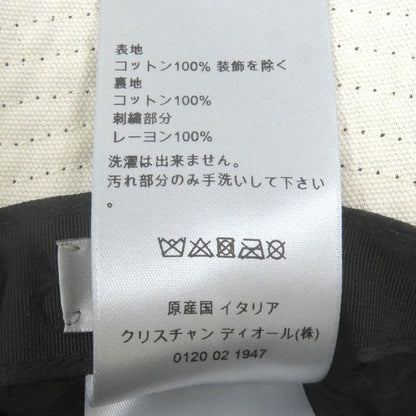 表地
コットン100% 装飾を除く
裏地
コットン100%
刺繍部分
レーヨン100%
洗濯は出来ません。
汚れ部分のみ手洗いして下さい
。
原産国 イタリア
クリスチャン ディオール(株)
0120 02 1947